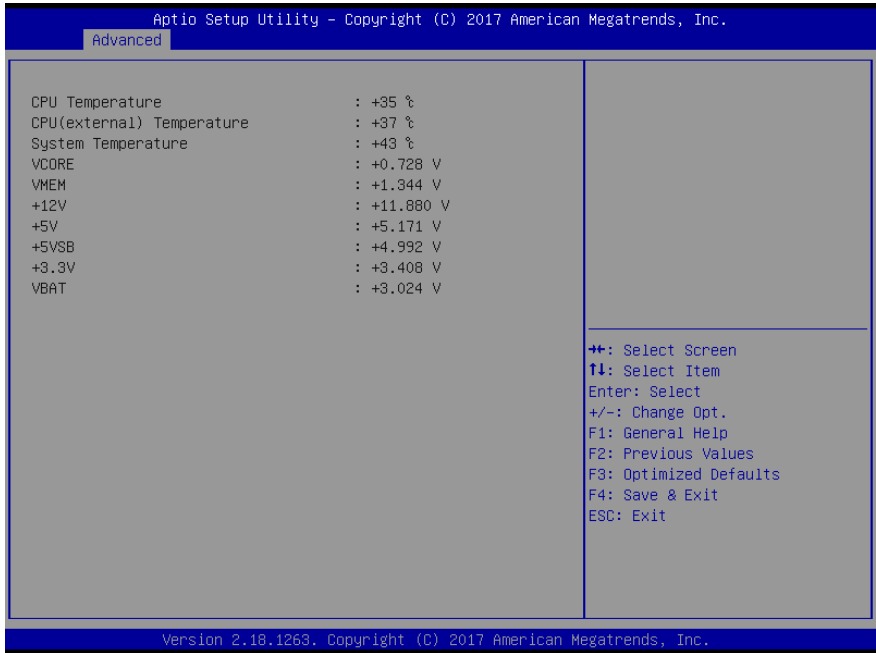 Aptio Setup Utility – Copyright (C) 2017 American Megatrends, Inc.
Advanced
CPU Temperature : +35 ℃
CPU(external) Temperature : +37 ℃
System Temperature : +43 ℃
VCORE : +0.728 V
VMEM : +1.344 V
+12V : +11.880 V
+5V : +5.171 V
+5VSB : +4.992 V
+3.3V : +3.408 V
VBAT : +3.024 V
→←: Select Screen
↑↓: Select Item
Enter: Select
+/-: Change Opt.
F1: General Help
F2: Previous Values
F3: Optimized Defaults
F4: Save & Exit
ESC: Exit
Version 2.18.1263. Copyright (C) 2017 American Megatrends, Inc.